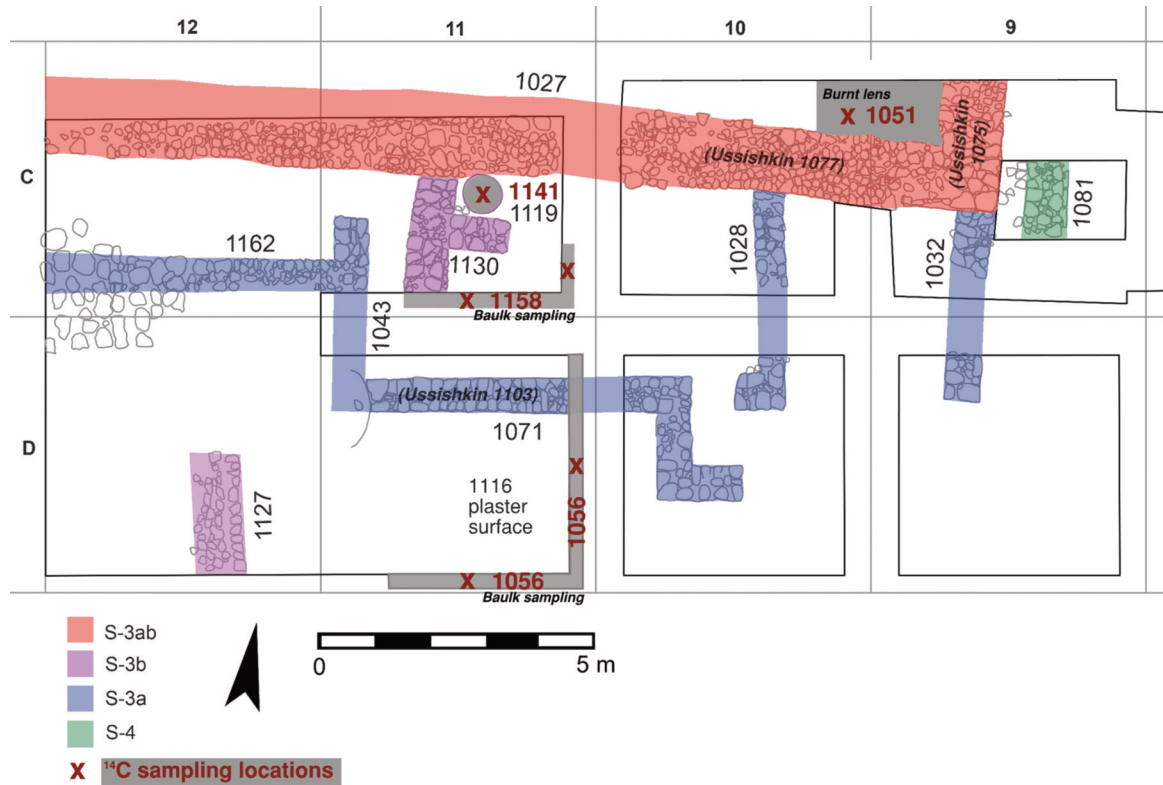 12
11
10
9
1027
Burnt lens
X 1051
(Ussishkin 1077)
(Ussishkin
1075)
C
X
1141
1119
1081
1162
1130
1028
1032
X
X 1158
Baulk sampling
1043
(Ussishkin 1103)
1071
D
X
1116
plaster
surface
1056
1127
X 1056
Baulk sampling
S-3ab
S-3b
S-3a
S-4
0
5 m
X
14C sampling locations